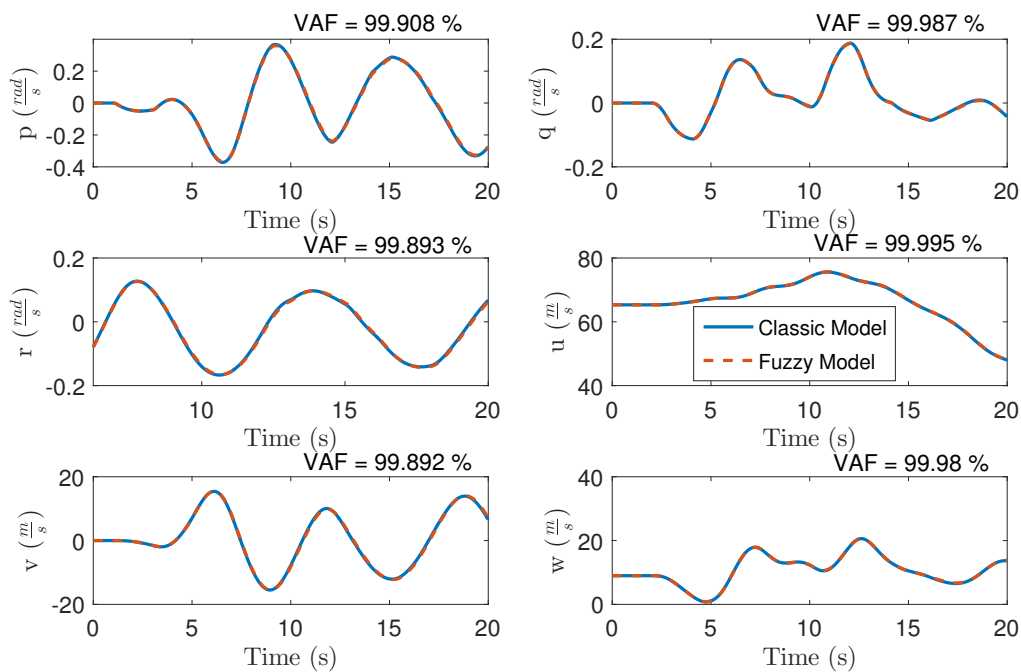 VAF = 99.908 %
p (rad/s)
0.2
0
-0.2
-0.4
0 5 10 15 20
Time (s)
VAF = 99.987 %
q (rad/s)
0.2
0
-0.2
0 5 10 15 20
Time (s)
VAF = 99.893 %
r (rad/s)
0.2
0
-0.2
10 15 20
Time (s)
VAF = 99.995 %
u (m/s)
80
60
40
Classic Model
Fuzzy Model
0 5 10 15 20
Time (s)
VAF = 99.892 %
v (m/s)
20
0
-20
0 5 10 15 20
Time (s)
VAF = 99.98 %
w (m/s)
40
20
0
0 5 10 15 20
Time (s)